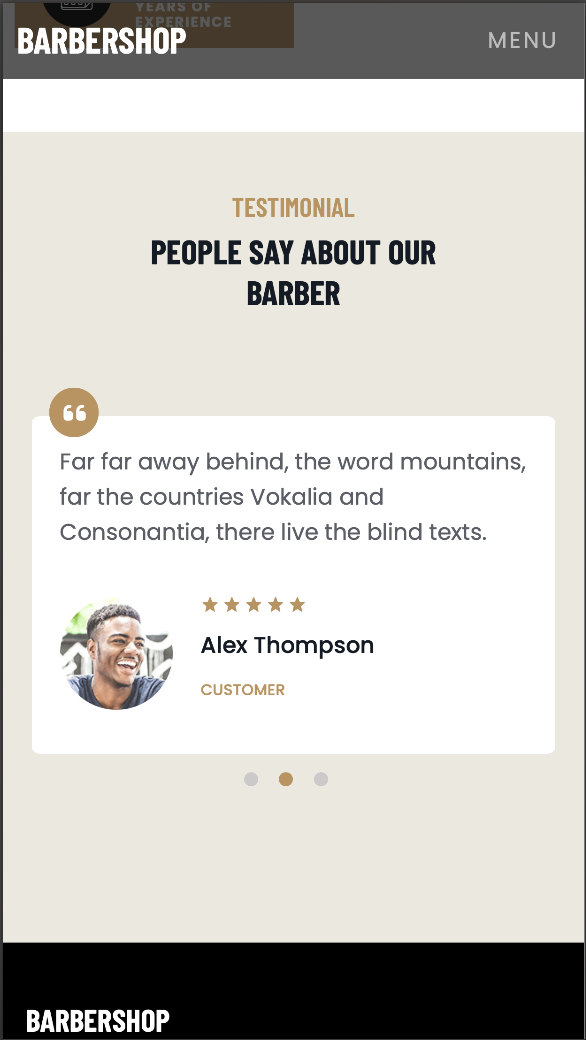 YEARS OF
EXPERIENCE
BARBERSHOP
MENU
TESTIMONIAL
PEOPLE SAY ABOUT OUR
BARBER
Far far away behind, the word mountains,
far the countries Vokalia and
Consonantia, there live the blind texts.
Alex Thompson
CUSTOMER
BARBERSHOP